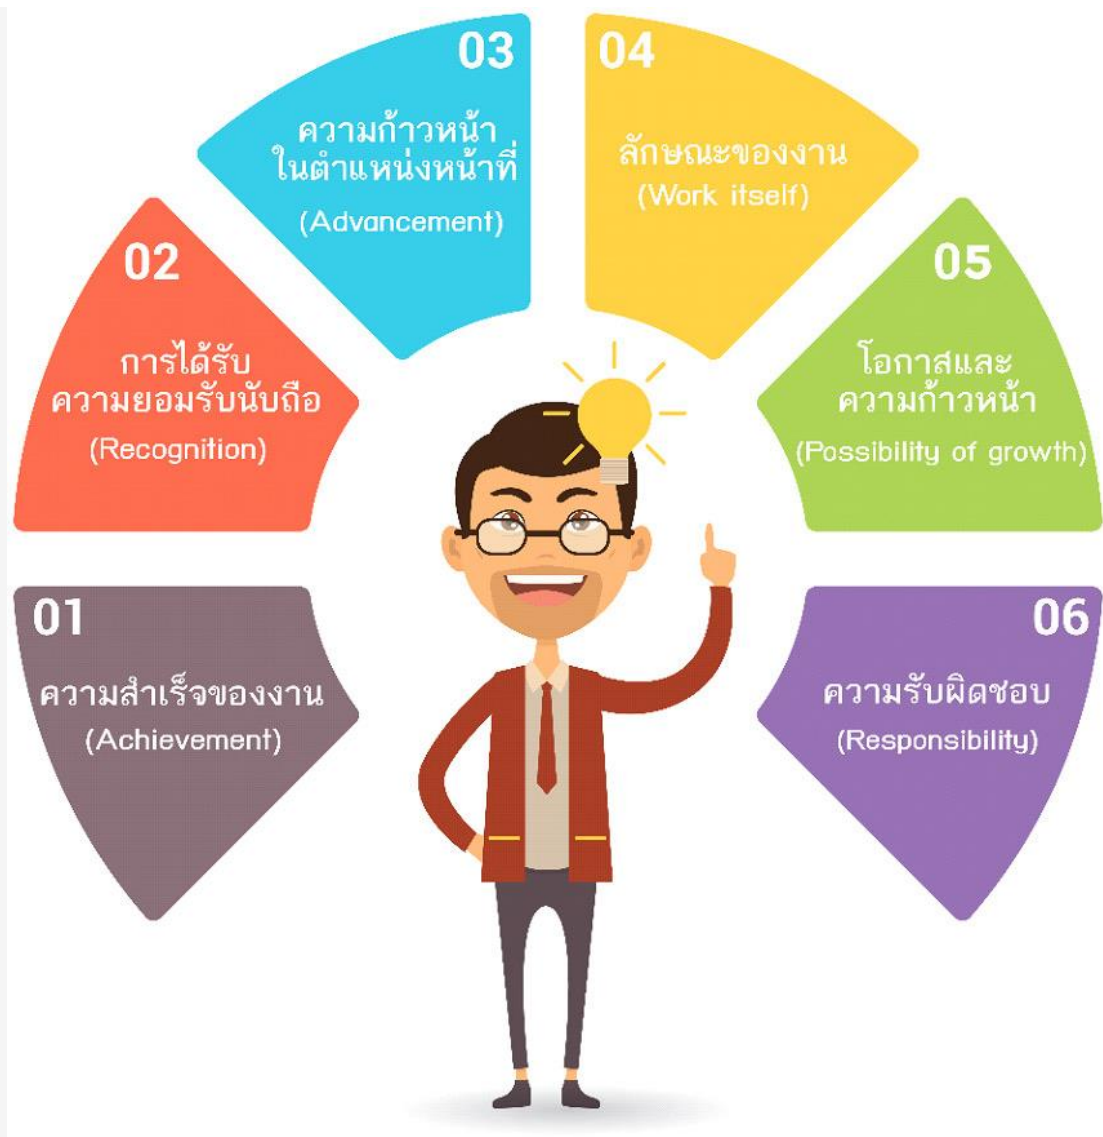 01
ความสำเร็จของงาน
(Achievement)
02
การได้รับ
ความยอมรับนับถือ
(Recognition)
03
ความก้าวหน้า
ในตำแหน่งหน้าที่
(Advancement)
04
ลักษณะของงาน
(Work itself)
05
โอกาสและ
ความก้าวหน้า
(Possibility of growth)
06
ความรับผิดชอบ
(Responsibility)